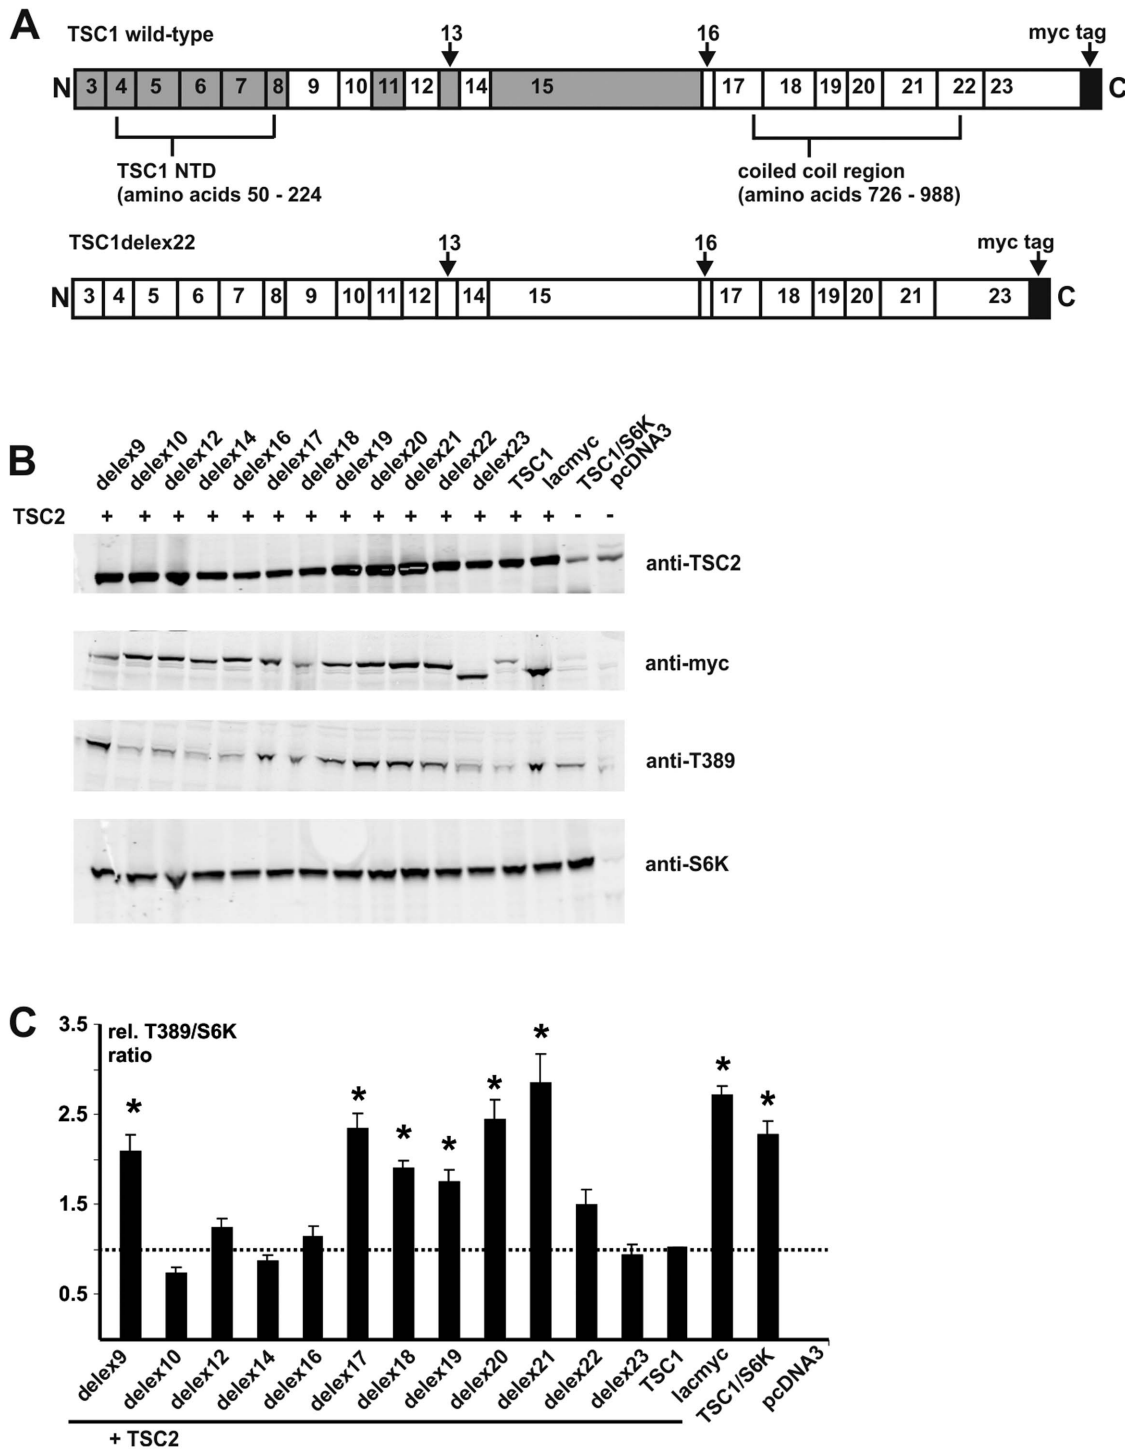 A
TSC1 wild-type
13
16
myc tag
N 3 4 5 6 7 8 9 10 11 12 14 15 17 18 19 20 21 22 23 C
TSC1 NTD
(amino acids 50 - 224
coiled coil region
(amino acids 726 - 988)
TSC1delex22
13
16
myc tag
N 3 4 5 6 7 8 9 10 11 12 14 15 17 18 19 20 21 23 C
B
delex9 delex10 delex12 delex14 delex16 delex17 delex18 delex19 delex20 delex21 delex22 delex23 TSC1 lacmyc TSC1/S6K pcDNA3
TSC2 + + + + + + + + + + + + + + - -
anti-TSC2
anti-myc
anti-T389
anti-S6K
C
3.5
rel. T389/S6K
ratio
2.5
1.5
0.5
* * * * * * * *
delex9 delex10 delex12 delex14 delex16 delex17 delex18 delex19 delex20 delex21 delex22 delex23 TSC1 lacmyc TSC1/S6K pcDNA3
+ TSC2